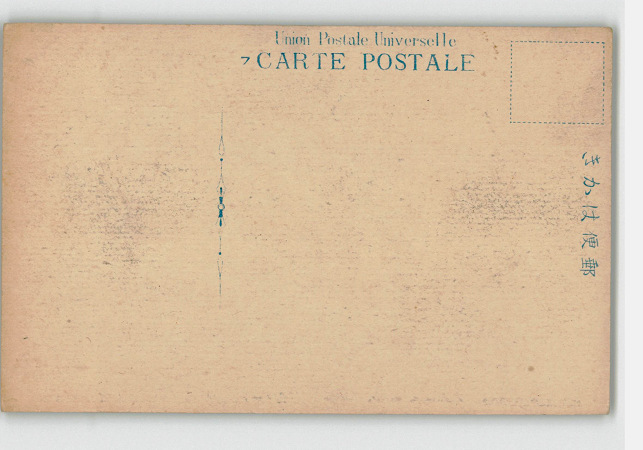 Union Postale Universelle
CARTE POSTALE
きかは便郵